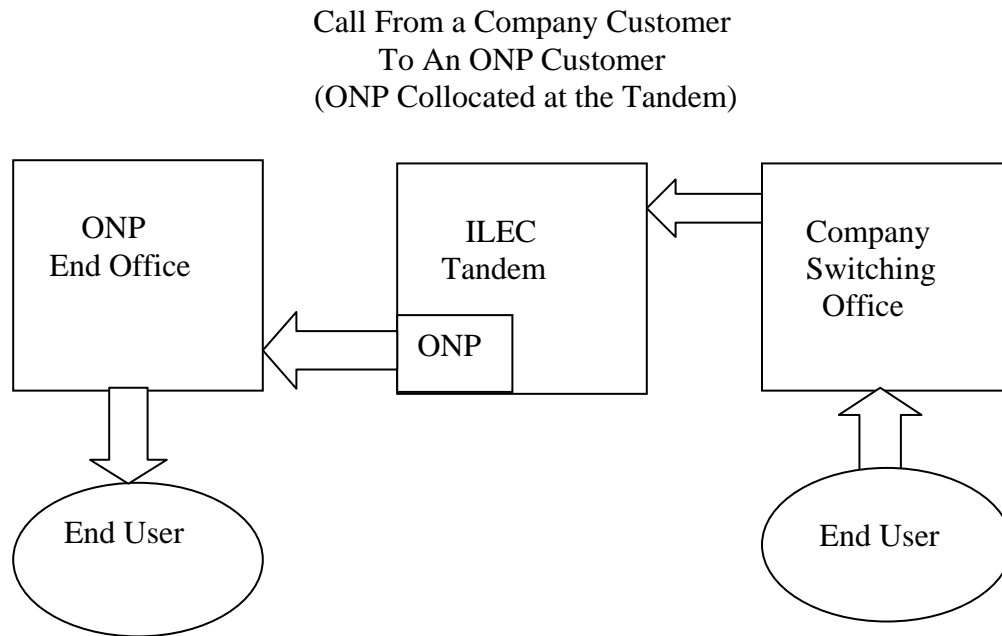 Call From a Company Customer
To An ONP Customer
(ONP Collocated at the Tandem)
ONP
End Office
ILEC
Tandem
ONP
Company
Switching
Office
End User
End User